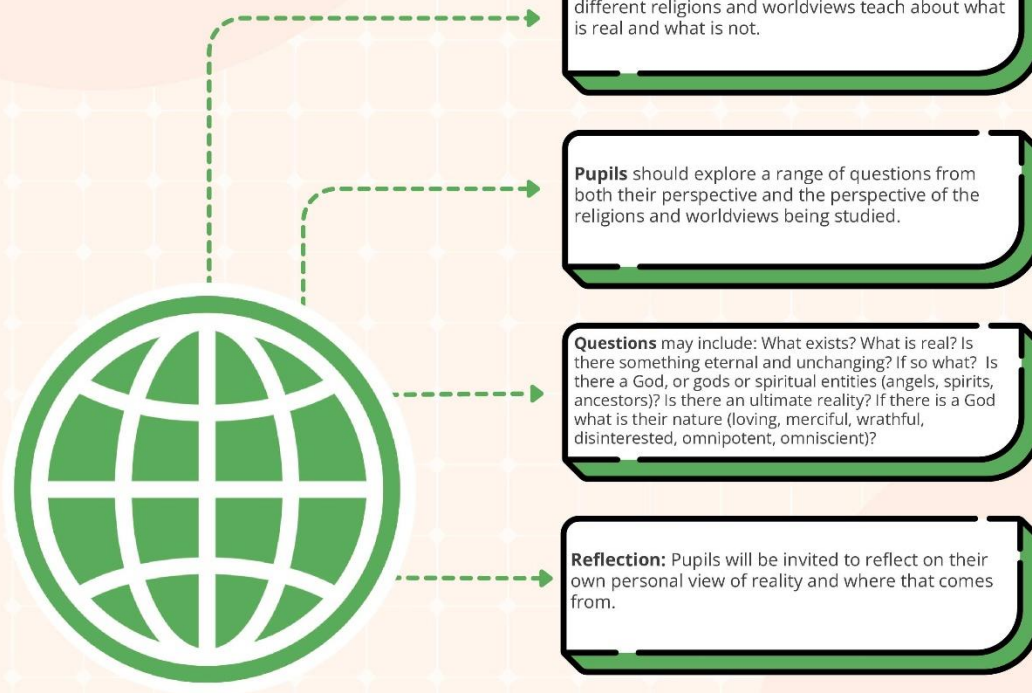 different religions and worldviews teach about what
is real and what is not.
Pupils should explore a range of questions from
both their perspective and the perspective of the
religions and worldviews being studied.
Questions may include: What exists? What is real? Is
there something eternal and unchanging? If so what?  Is
there a God, or gods or spiritual entities (angels, spirits,
ancestors)? Is there an ultimate reality? If there is a God
what is their nature (loving, merciful, wrathful,
disinterested, omnipotent, omniscient)?
Reflection: Pupils will be invited to reflect on their
own personal view of reality and where that comes
from.